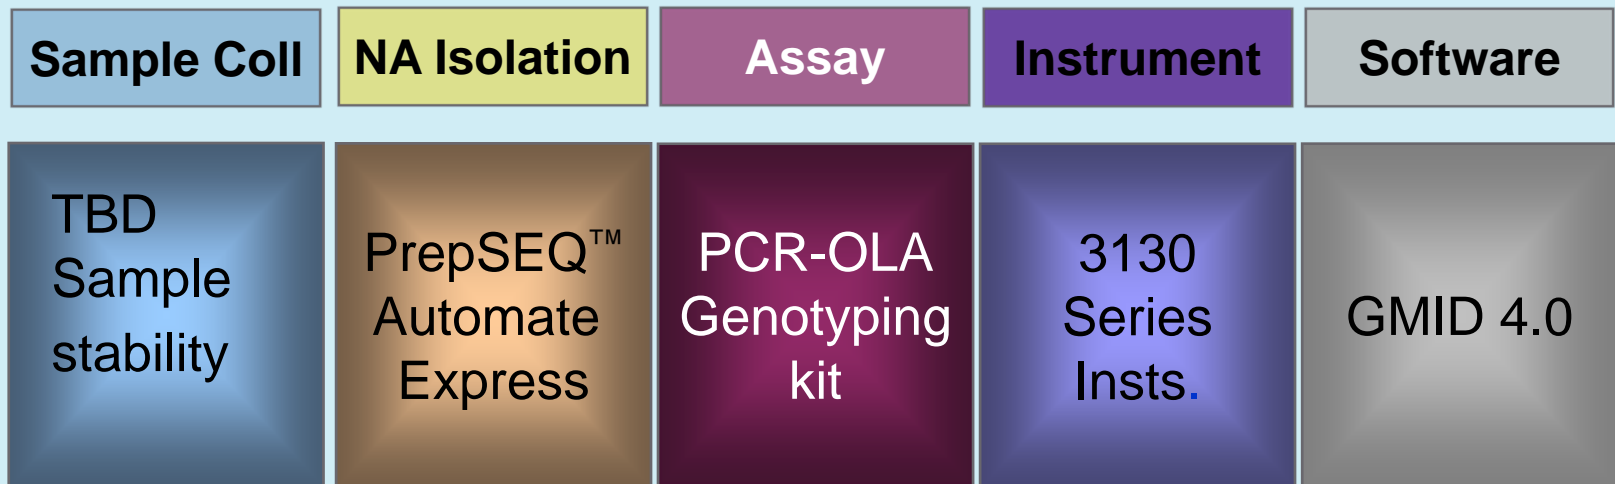 Sample Coll
NA Isolation
Assay
Instrument
Software
TBD
Sample
stability
PrepSEQ™
Automate
Express
PCR-OLA
Genotyping
kit
3130
Series
Insts.
GMID 4.0